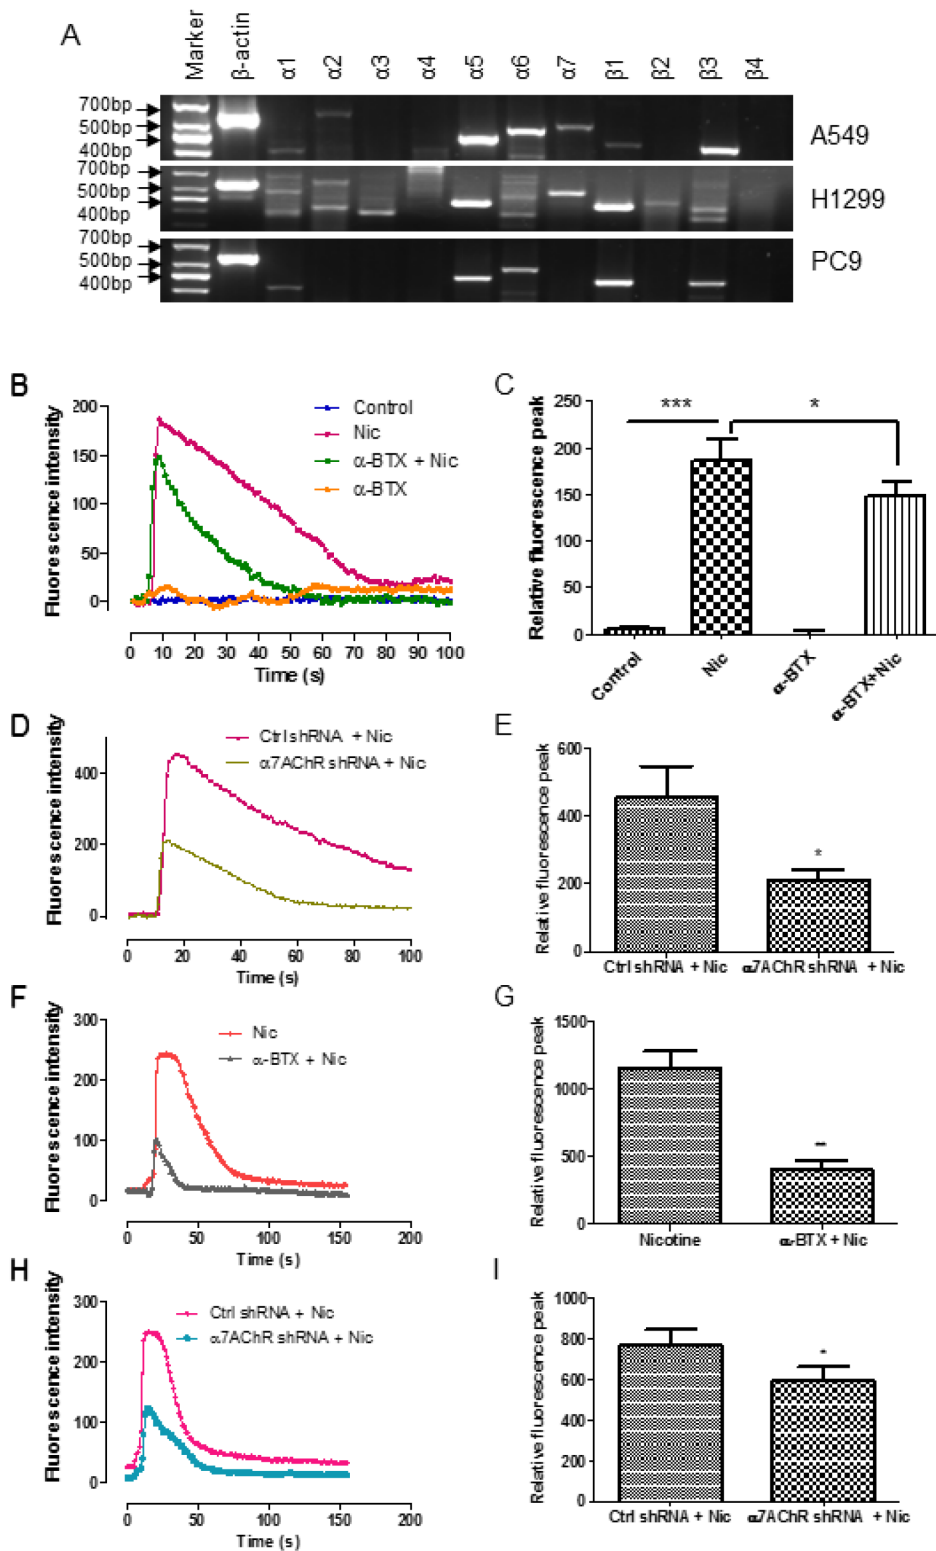 A
Marker β-actin α1 α2 α3 α4 α5 α6 α7 β1 β2 β3 β4
700bp
500bp
400bp
A549
700bp
500bp
400bp
H1299
700bp
500bp
400bp
PC9
B
Fluorescence intensity
200
150
100
50
0
Control
Nic
α-BTX + Nic
α-BTX
0 10 20 30 40 50 60 70 80 90 100
Time (s)
C
Relative fluorescence peak
250
200
150
100
50
0
*** *
Control Nic α-BTX α-BTX+Nic
D
Fluorescence intensity
400
200
0
Ctrl shRNA + Nic
α7AChR shRNA + Nic
0 20 40 60 80 100
Time (s)
E
Relative fluorescence peak
600
400
200
0
*
Ctrl shRNA + Nic α7AChR shRNA + Nic
F
Fluorescence intensity
300
200
100
0
Nic
α-BTX + Nic
0 50 100 150 200
Time (s)
G
Relative fluorescence peak
1500
1000
500
0
**
Nicotine α-BTX + Nic
H
Fluorescence intensity
300
200
100
0
Ctrl shRNA + Nic
α7AChR shRNA + Nic
0 50 100 150 200
Time (s)
I
Relative fluorescence peak
1000
800
600
400
200
0
*
Ctrl shRNA + Nic α7AChR shRNA + Nic